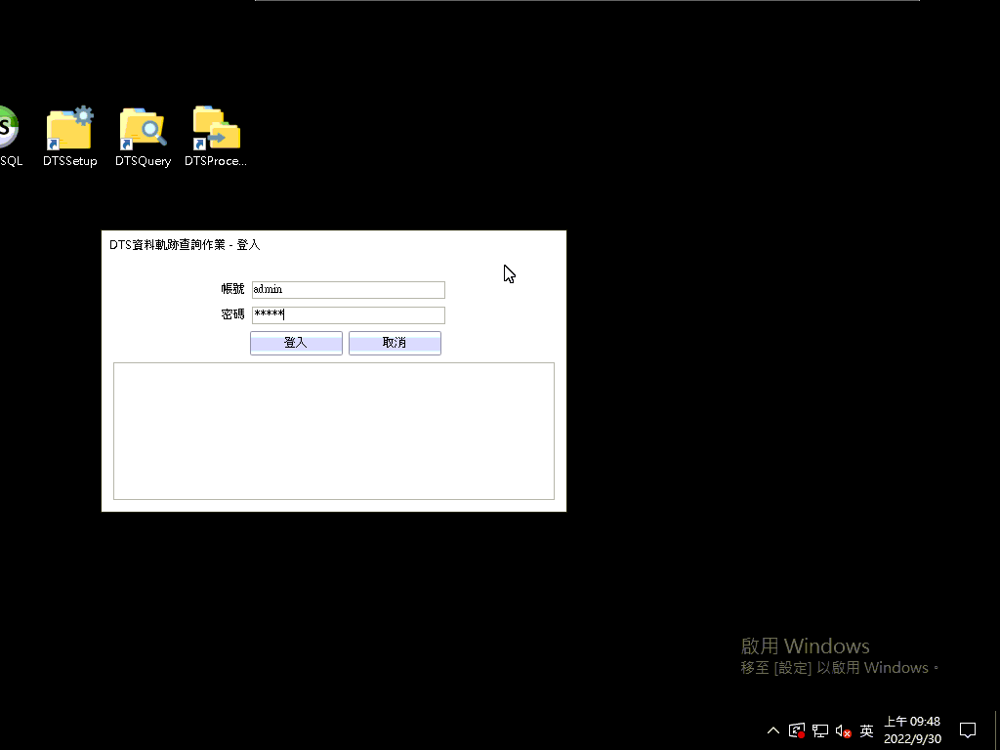 S
SQL
DTSSetup
DTSQuery
DTSProce...
DTS資料軌跡查詢作業 - 登入
帳號 admin
密碼 *****
登入 取消
啟用 Windows
移至 [設定] 以啟用 Windows。
英
上午 09:48
2022/9/30